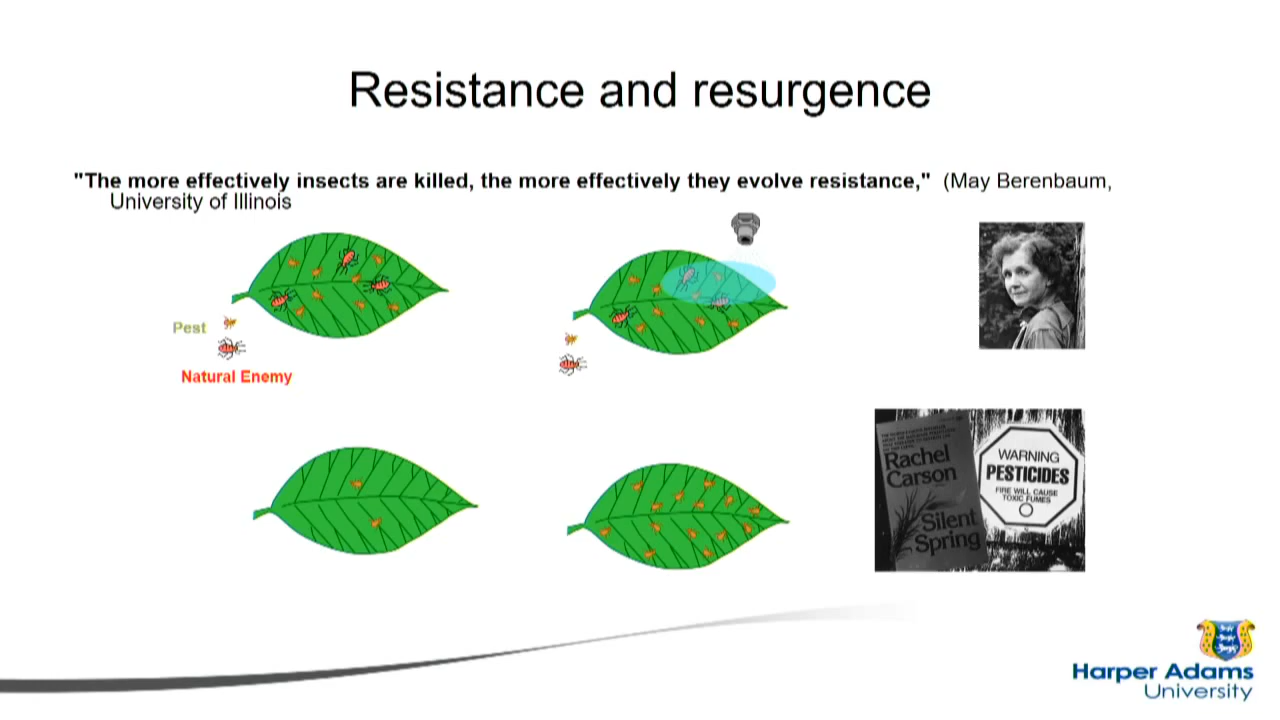 Resistance and resurgence
"The more effectively insects are killed, the more effectively they evolve resistance," (May Berenbaum,
University of Illinois
Pest
Natural Enemy
Rachel
Carson
Silent
Spring
WARNING
PESTICIDES
FIRE WILL CAUSE
TOXIC FUMES
Harper Adams
University